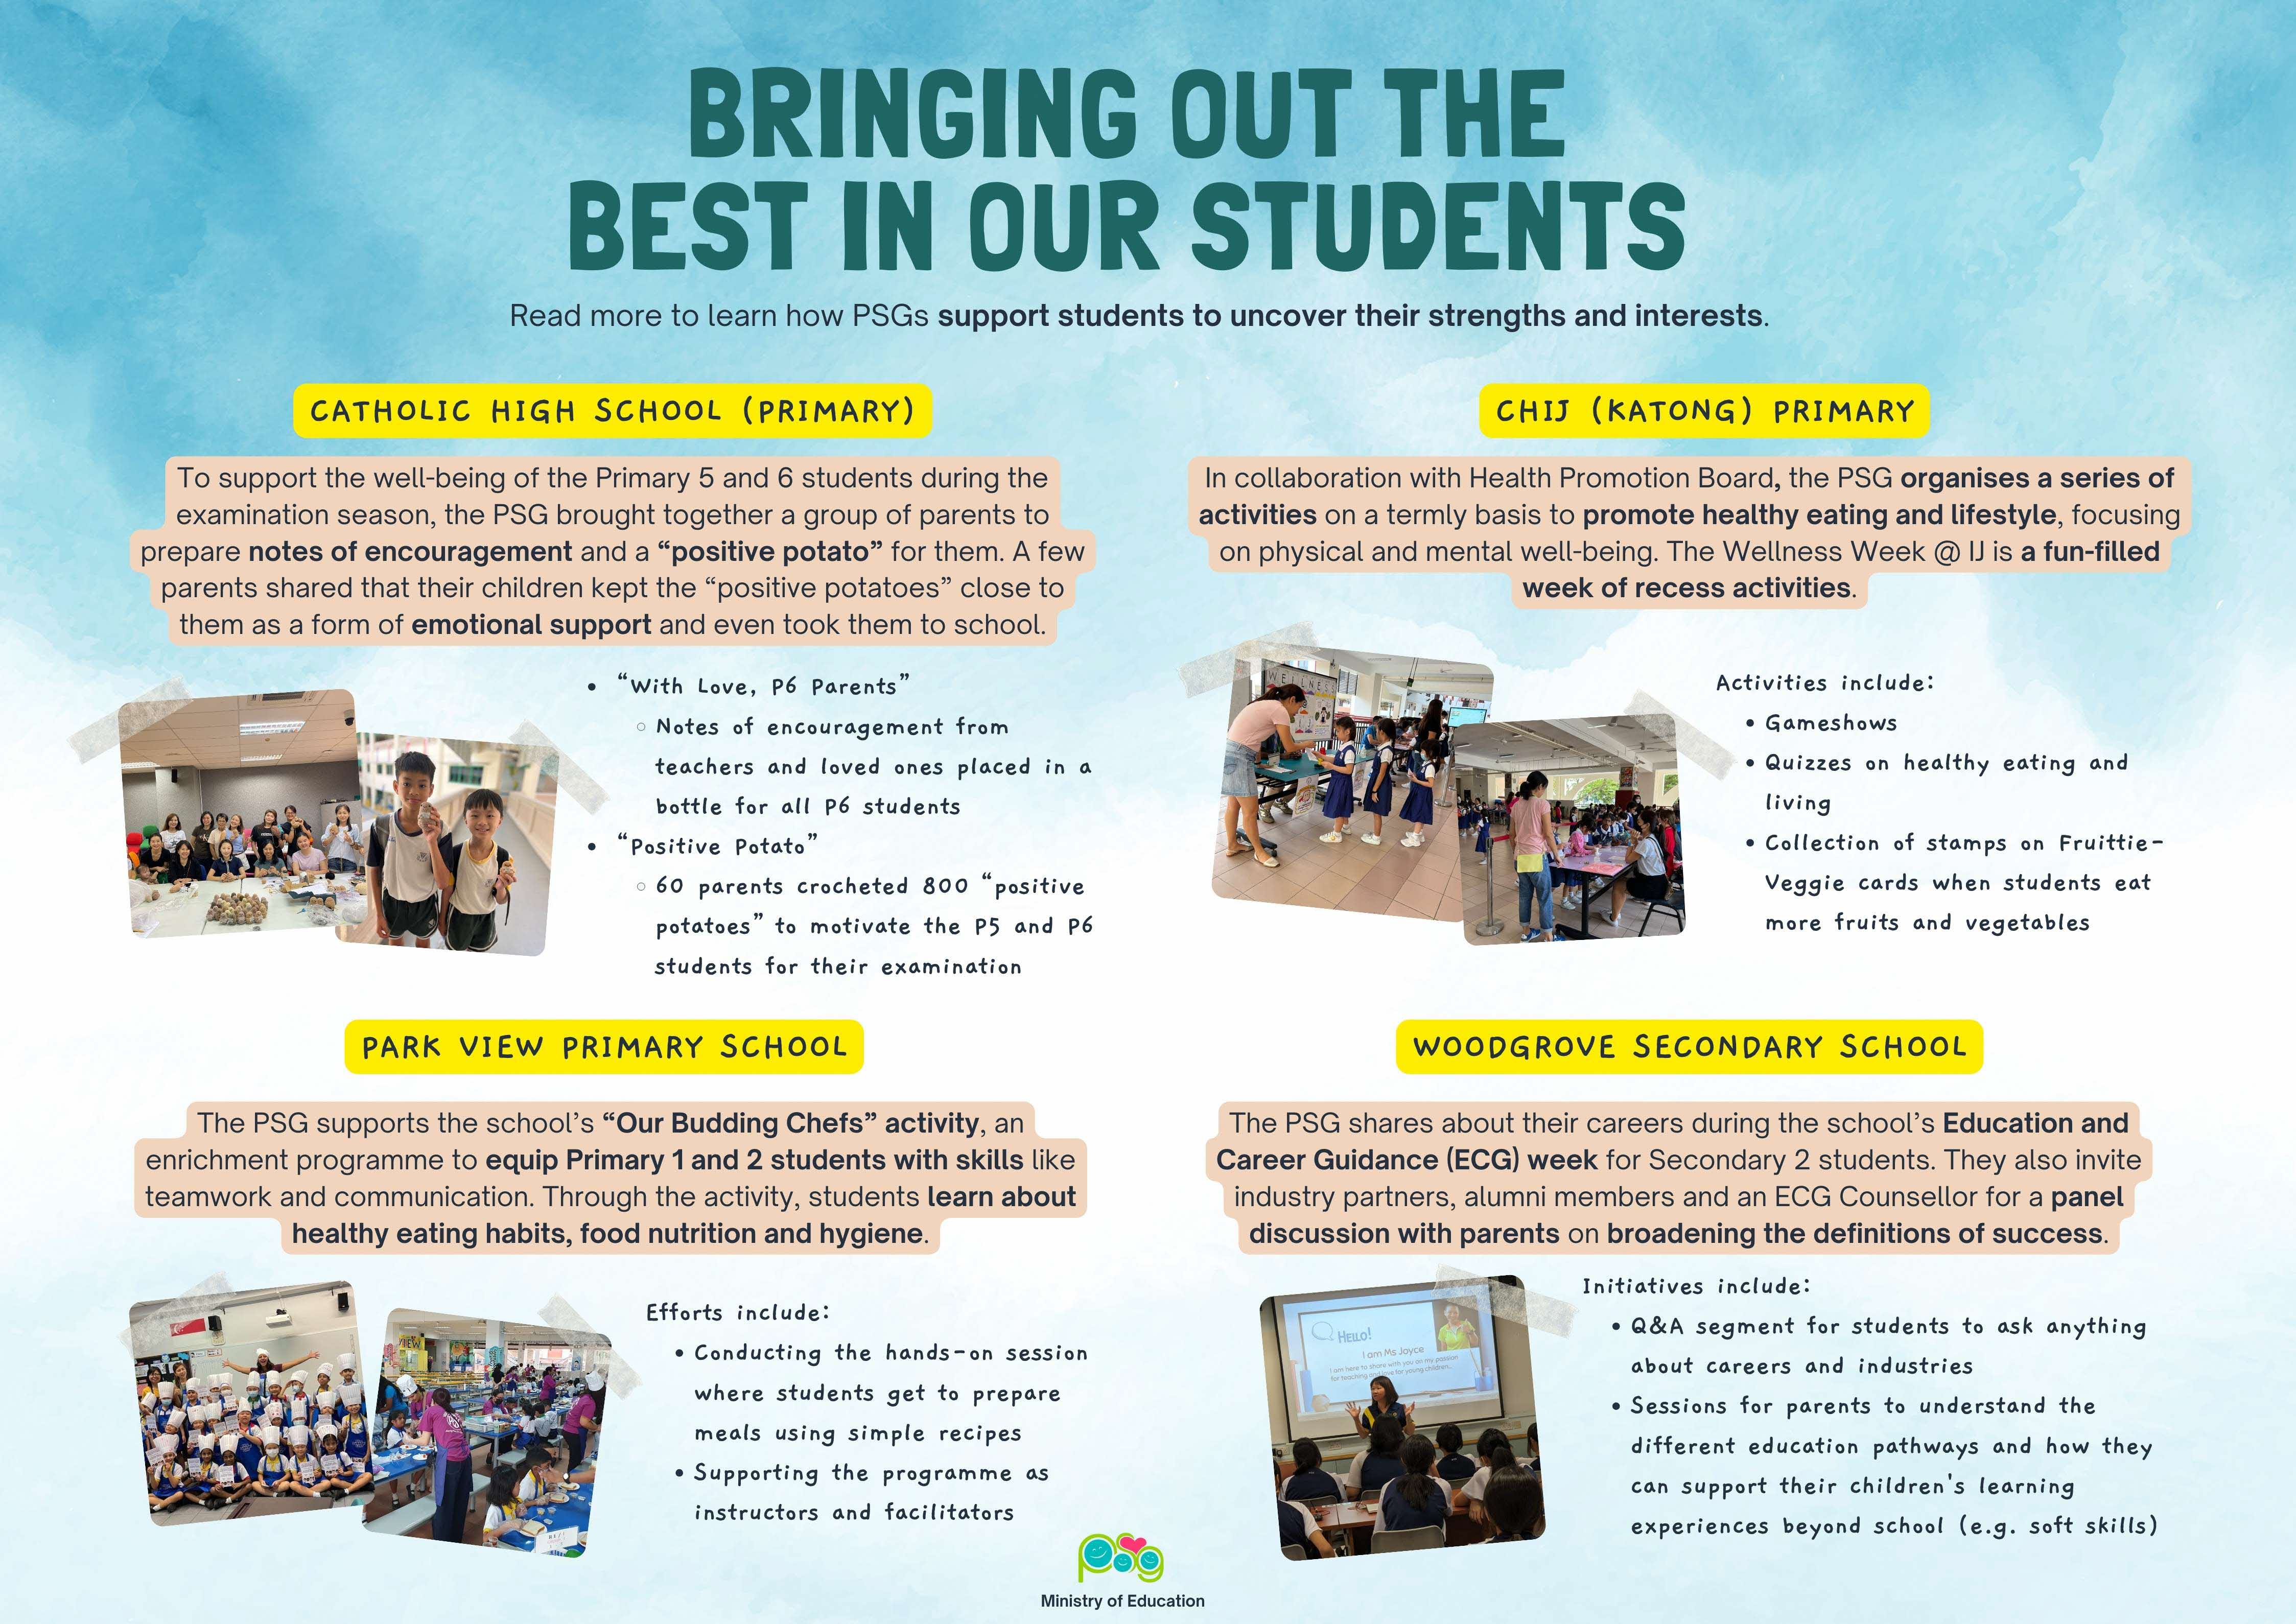 BRINGING OUT THE
BEST IN OUR STUDENTS
Read more to learn how PSGs support students to uncover their strengths and interests.
CATHOLIC HIGH SCHOOL (PRIMARY)
To support the well-being of the Primary 5 and 6 students during the
examination season, the PSG brought together a group of parents to
prepare notes of encouragement and a “positive potato” for them. A few
parents shared that their children kept the “positive potatoes” close to
them as a form of emotional support and even took them to school.
• “With Love, P6 Parents”
○ Notes of encouragement from
teachers and loved ones placed in a
bottle for all P6 students
• “Positive Potato”
○ 60 parents crocheted 800 “positive
potatoes” to motivate the P5 and P6
students for their examination
CHIJ (KATONG) PRIMARY
In collaboration with Health Promotion Board, the PSG organises a series of
activities on a termly basis to promote healthy eating and lifestyle, focusing
on physical and mental well-being. The Wellness Week @ IJ is a fun-filled
week of recess activities.
WELLNESS
Activities include:
• Gameshows
• Quizzes on healthy eating and
living
• Collection of stamps on Fruittie-
Veggie cards when students eat
more fruits and vegetables
PARK VIEW PRIMARY SCHOOL
The PSG supports the school’s “Our Budding Chefs” activity, an
enrichment programme to equip Primary 1 and 2 students with skills like
teamwork and communication. Through the activity, students learn about
healthy eating habits, food nutrition and hygiene.
Efforts include:
• Conducting the hands-on session
where students get to prepare
meals using simple recipes
• Supporting the programme as
instructors and facilitators
WOODGROVE SECONDARY SCHOOL
The PSG shares about their careers during the school’s Education and
Career Guidance (ECG) week for Secondary 2 students. They also invite
industry partners, alumni members and an ECG Counsellor for a panel
discussion with parents on broadening the definitions of success.
HELLO!
I am Ms Joyce
I am here to share with you on my passion
for teaching and love for young children..
Initiatives include:
• Q&A segment for students to ask anything
about careers and industries
• Sessions for parents to understand the
different education pathways and how they
can support their children's learning
experiences beyond school (e.g. soft skills)
psg
Ministry of Education